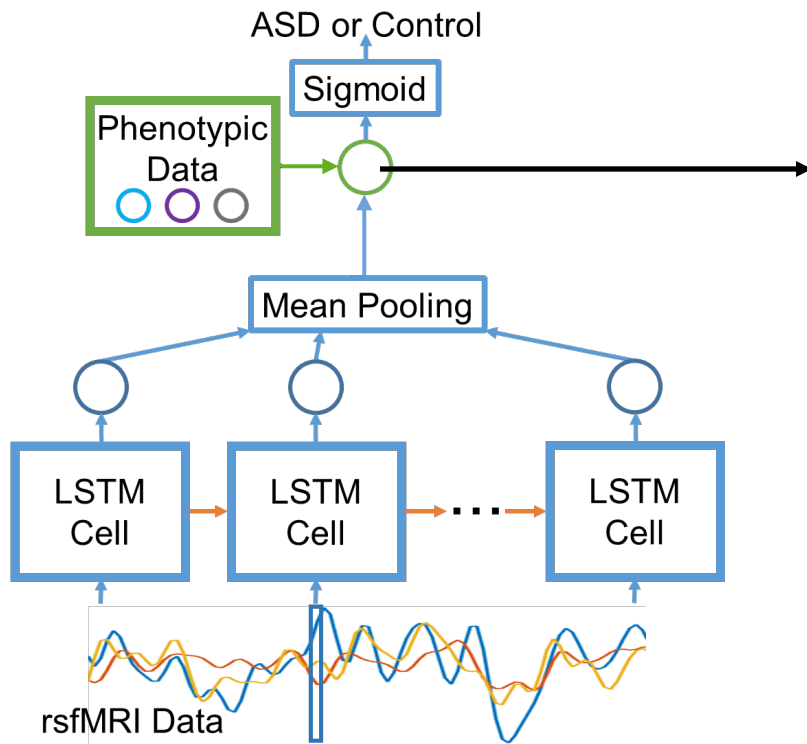 ASD or Control
Sigmoid
Phenotypic
Data
Mean Pooling
LSTM
Cell
LSTM
Cell
...
LSTM
Cell
rsfMRI Data